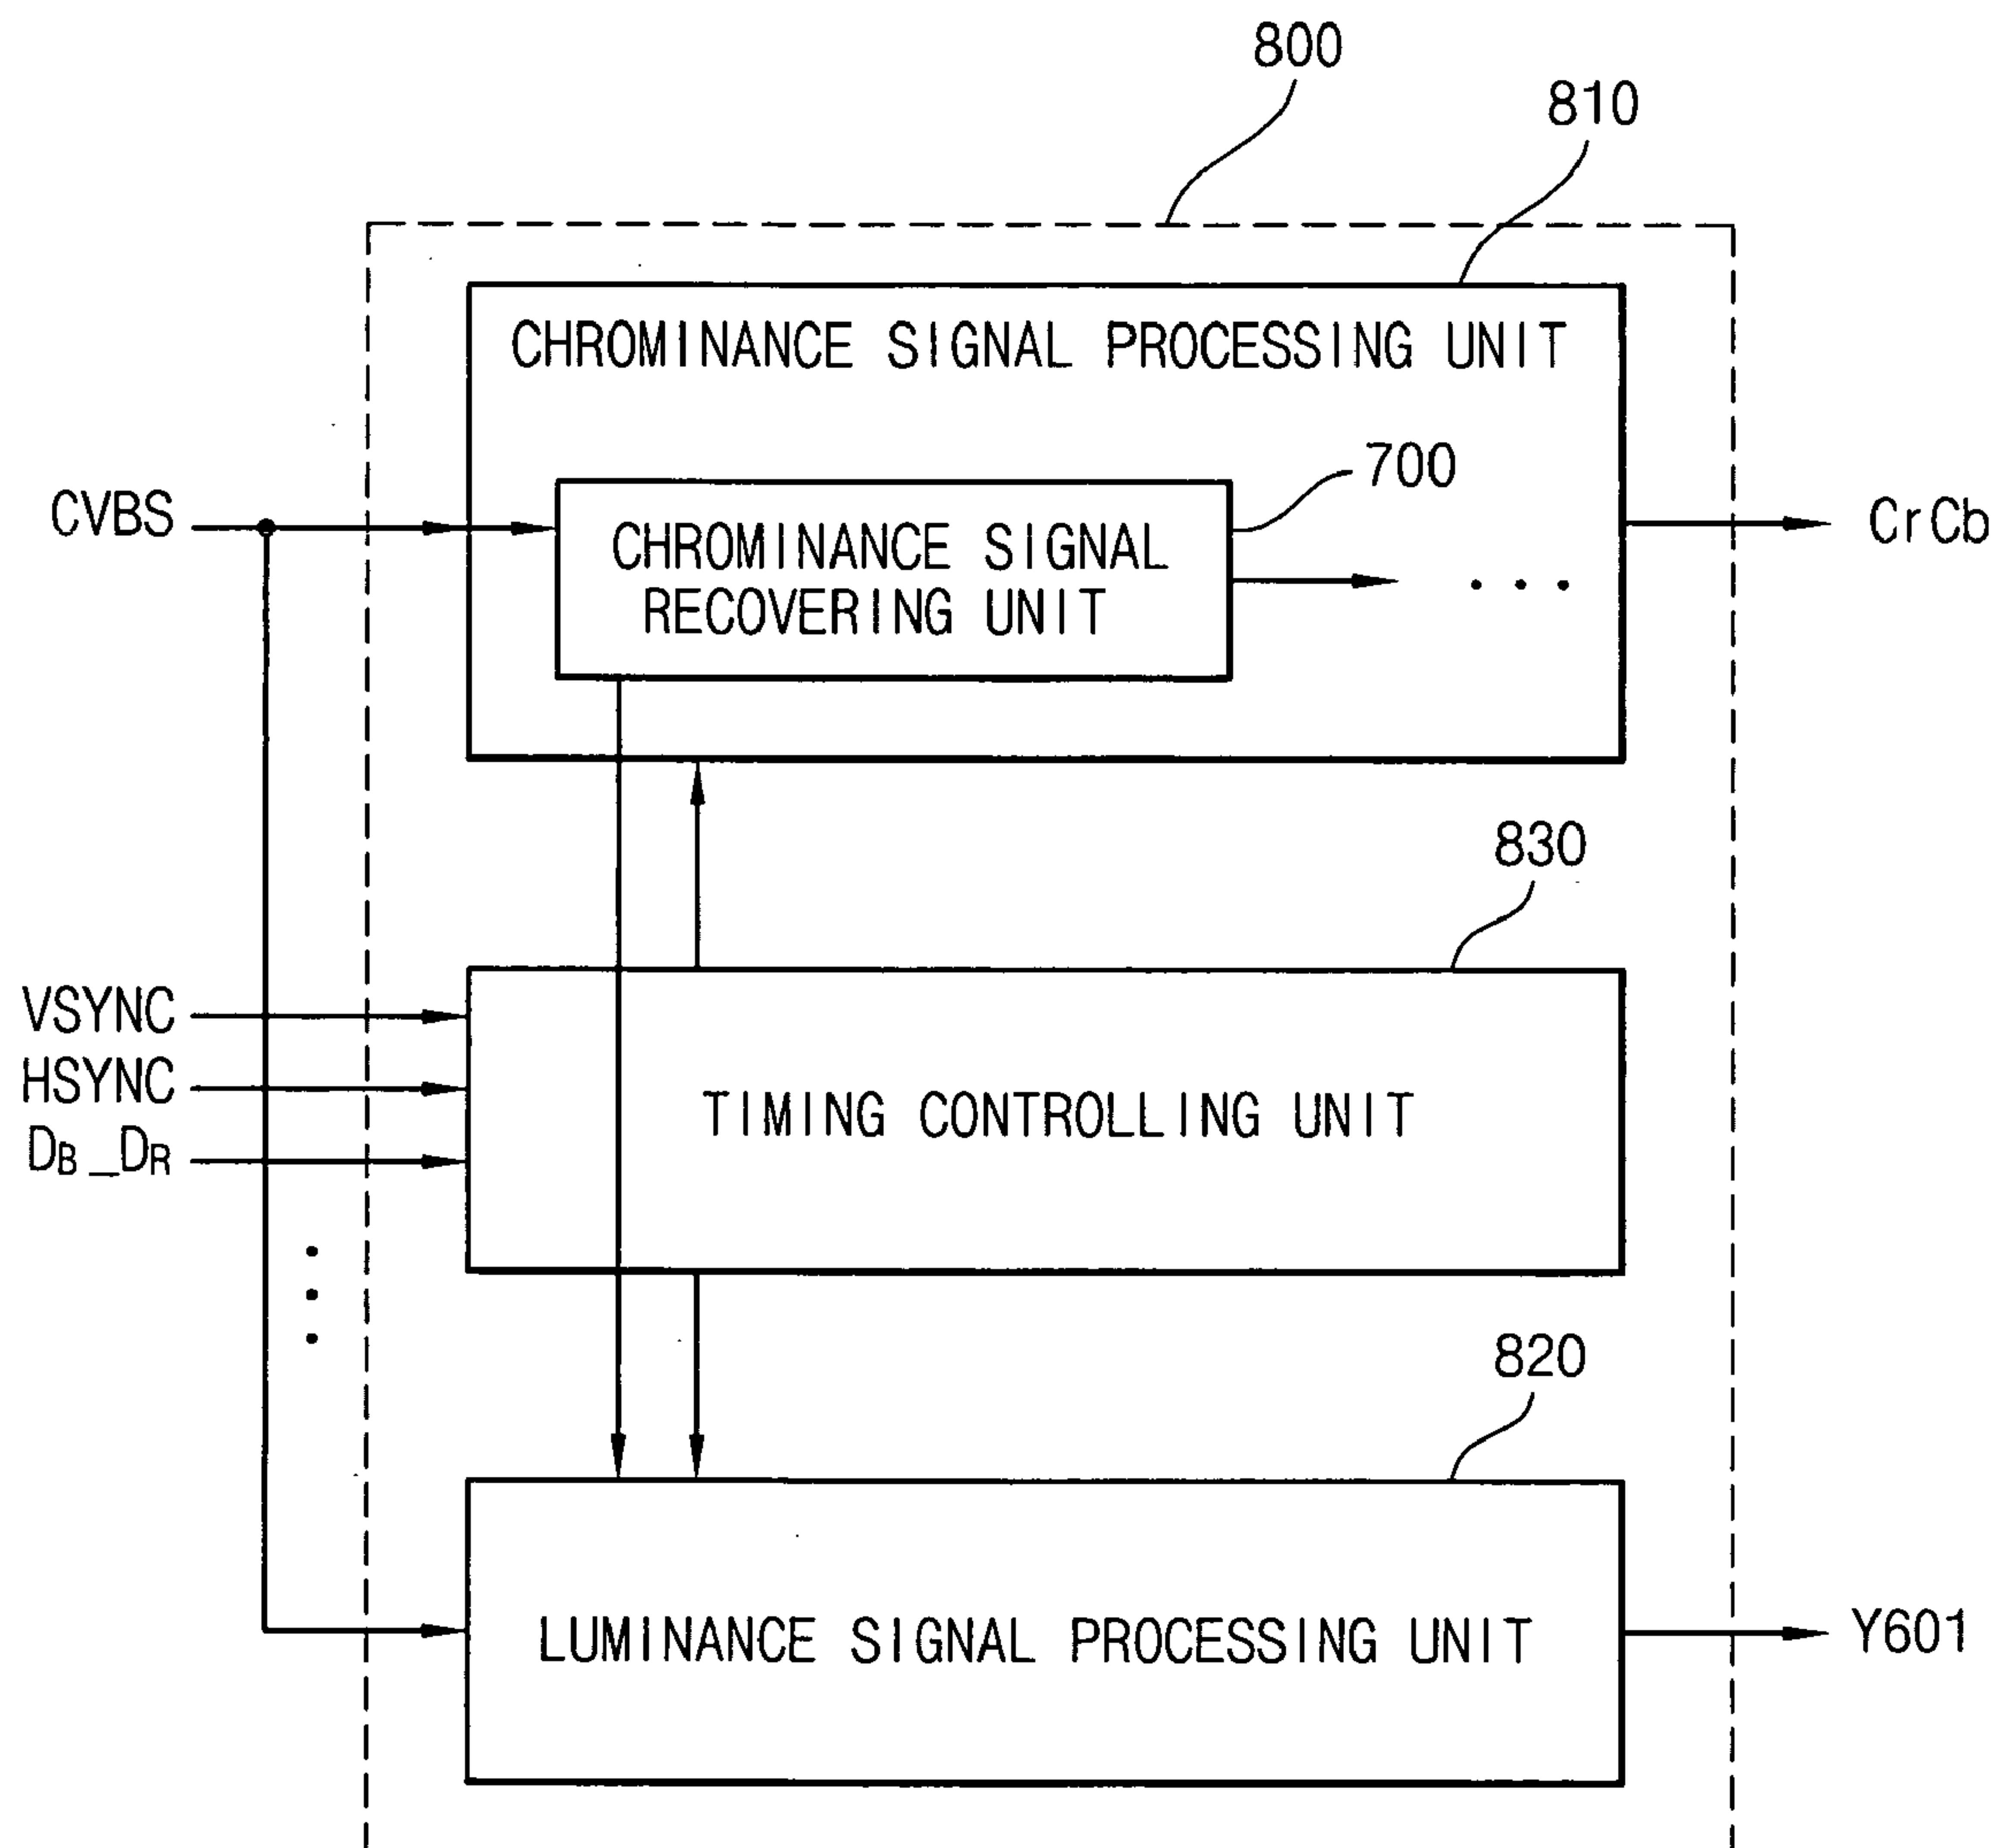 800
810
CHROMINANCE SIGNAL PROCESSING UNIT
700
CVBS
CHROMINANCE SIGNAL
RECOVERING UNIT
CrCb
830
VSYNC
HSYNC
DB_DR
TIMING CONTROLLING UNIT
820
LUMINANCE SIGNAL PROCESSING UNIT
Y601